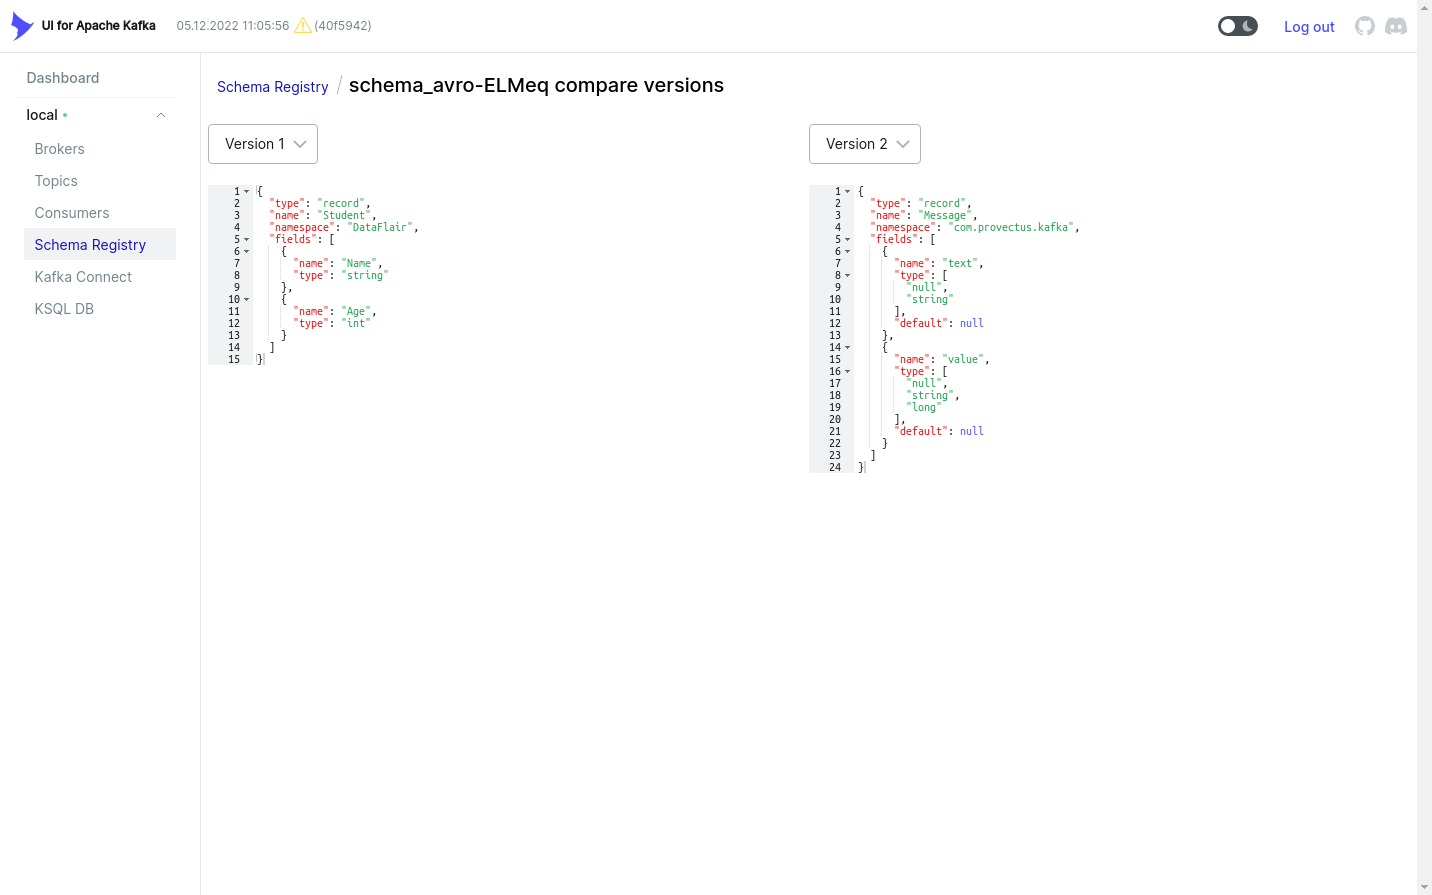 UI for Apache Kafka 05.12.2022 11:05:56 (40f5942) Log out
Dashboard
local
Brokers
Topics
Consumers
Schema Registry
Kafka Connect
KSQL DB
Schema Registry / schema_avro-ELMeq compare versions
Version 1
1 {
2 "type": "record",
3 "name": "Student",
4 "namespace": "DataFlair",
5 "fields": [
6 {
7 "name": "Name",
8 "type": "string"
9 },
10 {
11 "name": "Age",
12 "type": "int"
13 }
14 ]
15 }
Version 2
1 {
2 "type": "record",
3 "name": "Message",
4 "namespace": "com.provectus.kafka",
5 "fields": [
6 {
7 "name": "text",
8 "type": [
9 "null",
10 "string"
11 ],
12 "default": null
13 },
14 {
15 "name": "value",
16 "type": [
17 "null",
18 "string",
19 "long"
20 ],
21 "default": null
22 }
23 ]
24 }